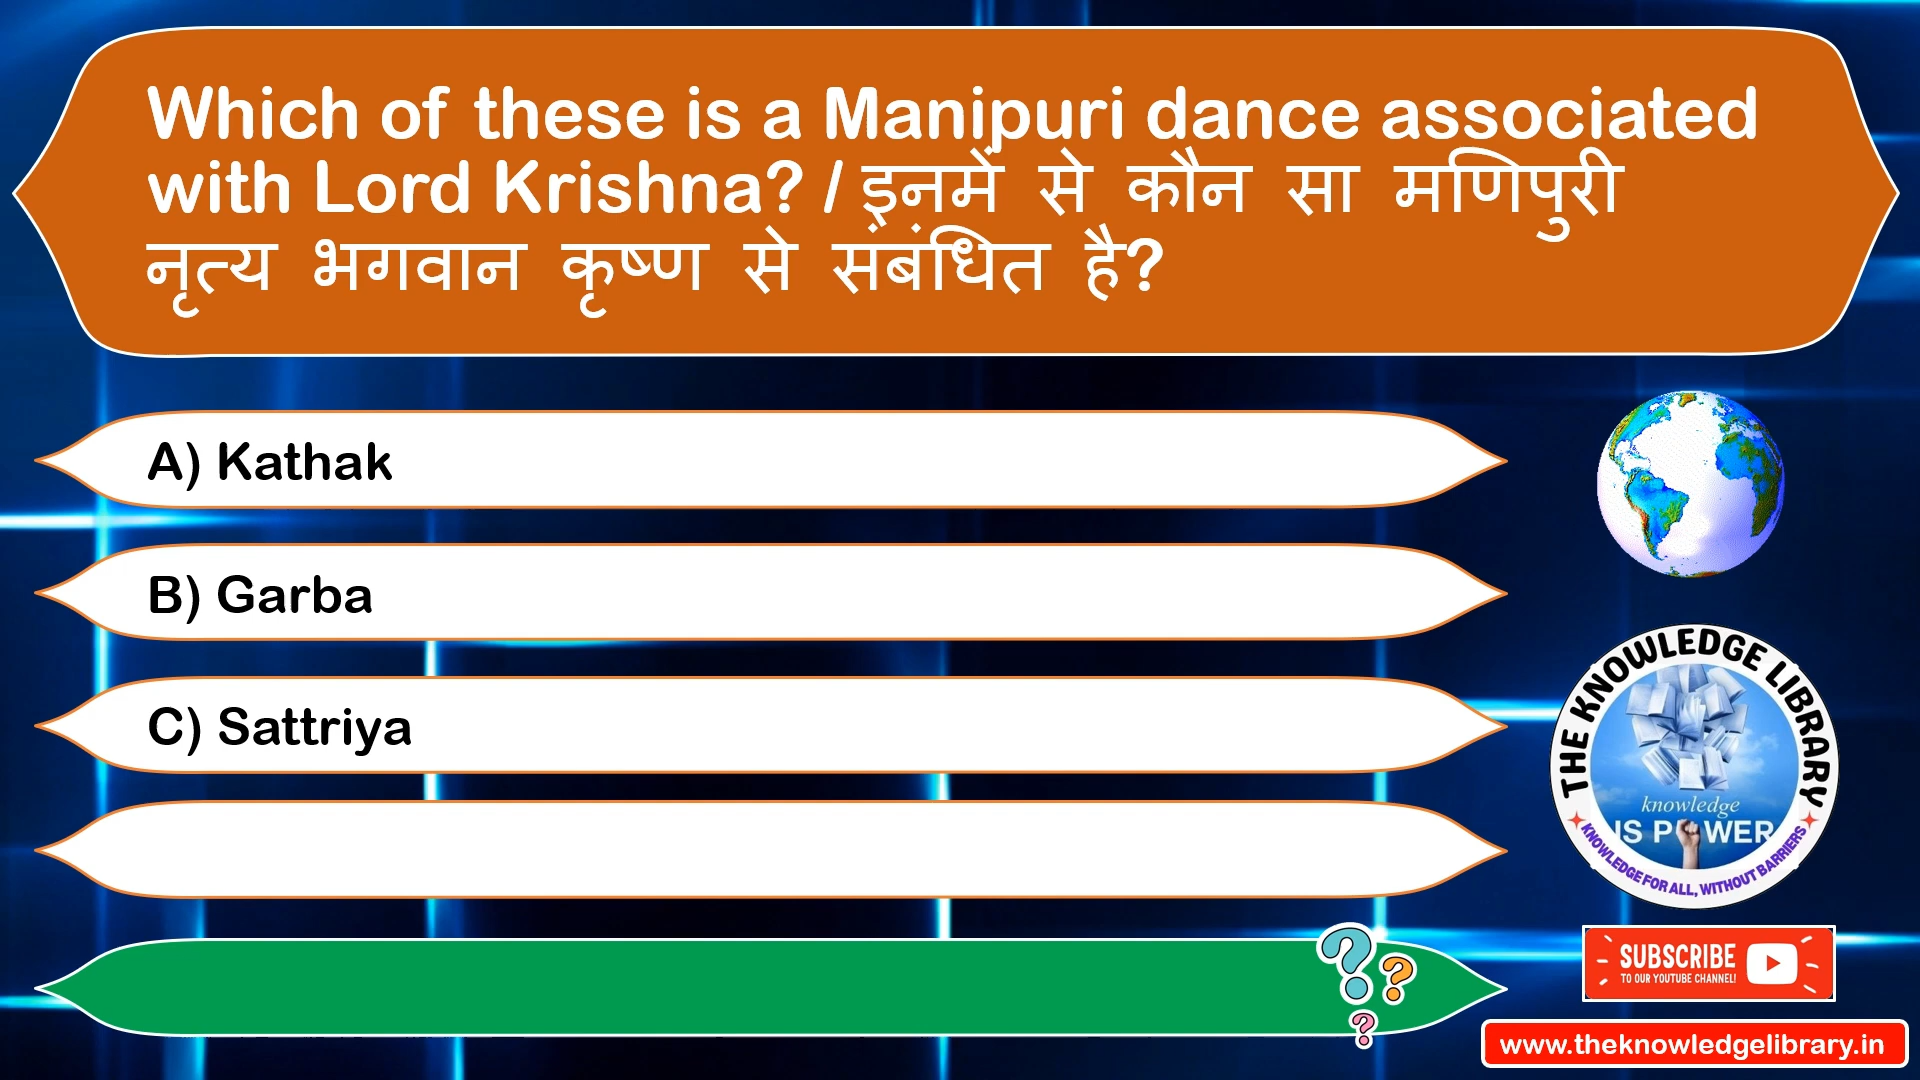 Which of these is a Manipuri dance associated
with Lord Krishna? / इनमें से कौन सा मणिपुरी
नृत्य भगवान कृष्ण से संबंधित है?
A) Kathak
B) Garba
C) Sattriya
THE KNOWLEDGE LIBRARY
knowledge
IS POWER
KNOWLEDGE FOR ALL, WITHOUT BARRIERS
SUBSCRIBE
TO OUR YOUTUBE CHANNEL!
www.theknowledgelibrary.in